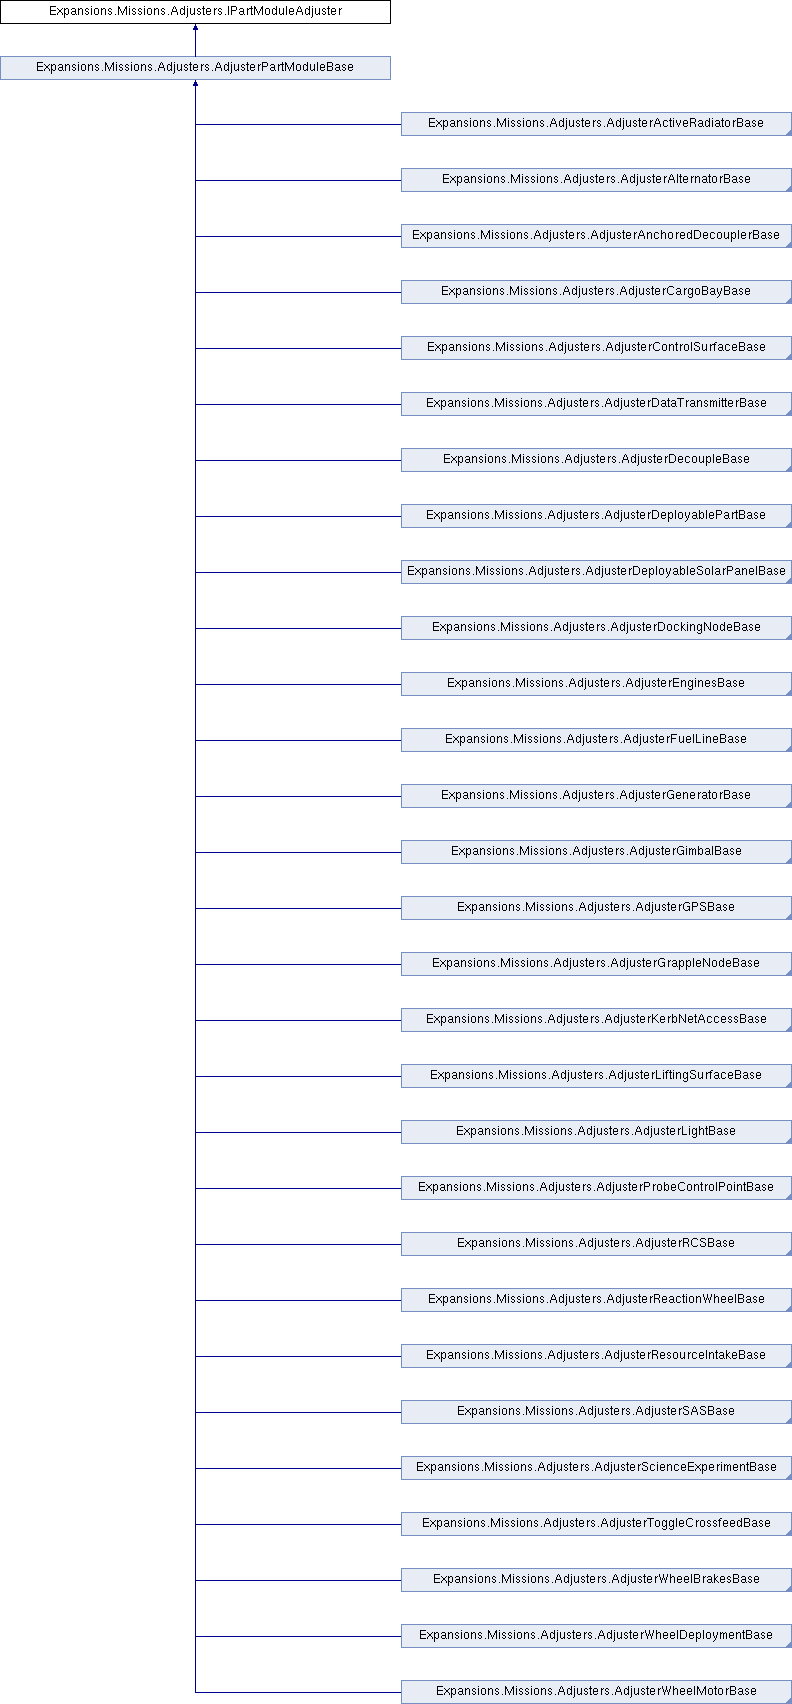 Expansions.Missions.Adjusters.IPartModuleAdjuster
Expansions.Missions.Adjusters.AdjusterPartModuleBase
Expansions.Missions.Adjusters.AdjusterActiveRadiatorBase
Expansions.Missions.Adjusters.AdjusterAlternatorBase
Expansions.Missions.Adjusters.AdjusterAnchoredDecouplerBase
Expansions.Missions.Adjusters.AdjusterCargoBayBase
Expansions.Missions.Adjusters.AdjusterControlSurfaceBase
Expansions.Missions.Adjusters.AdjusterDataTransmitterBase
Expansions.Missions.Adjusters.AdjusterDecoupleBase
Expansions.Missions.Adjusters.AdjusterDeployablePartBase
Expansions.Missions.Adjusters.AdjusterDeployableSolarPanelBase
Expansions.Missions.Adjusters.AdjusterDockingNodeBase
Expansions.Missions.Adjusters.AdjusterEnginesBase
Expansions.Missions.Adjusters.AdjusterFuelLineBase
Expansions.Missions.Adjusters.AdjusterGeneratorBase
Expansions.Missions.Adjusters.AdjusterGimbalBase
Expansions.Missions.Adjusters.AdjusterGPSBase
Expansions.Missions.Adjusters.AdjusterGrappleNodeBase
Expansions.Missions.Adjusters.AdjusterKerbNetAccessBase
Expansions.Missions.Adjusters.AdjusterLiftingSurfaceBase
Expansions.Missions.Adjusters.AdjusterLightBase
Expansions.Missions.Adjusters.AdjusterProbeControlPointBase
Expansions.Missions.Adjusters.AdjusterRCSBase
Expansions.Missions.Adjusters.AdjusterReactionWheelBase
Expansions.Missions.Adjusters.AdjusterResourceIntakeBase
Expansions.Missions.Adjusters.AdjusterSASBase
Expansions.Missions.Adjusters.AdjusterScienceExperimentBase
Expansions.Missions.Adjusters.AdjusterToggleCrossfeedBase
Expansions.Missions.Adjusters.AdjusterWheelBrakesBase
Expansions.Missions.Adjusters.AdjusterWheelDeploymentBase
Expansions.Missions.Adjusters.AdjusterWheelMotorBase